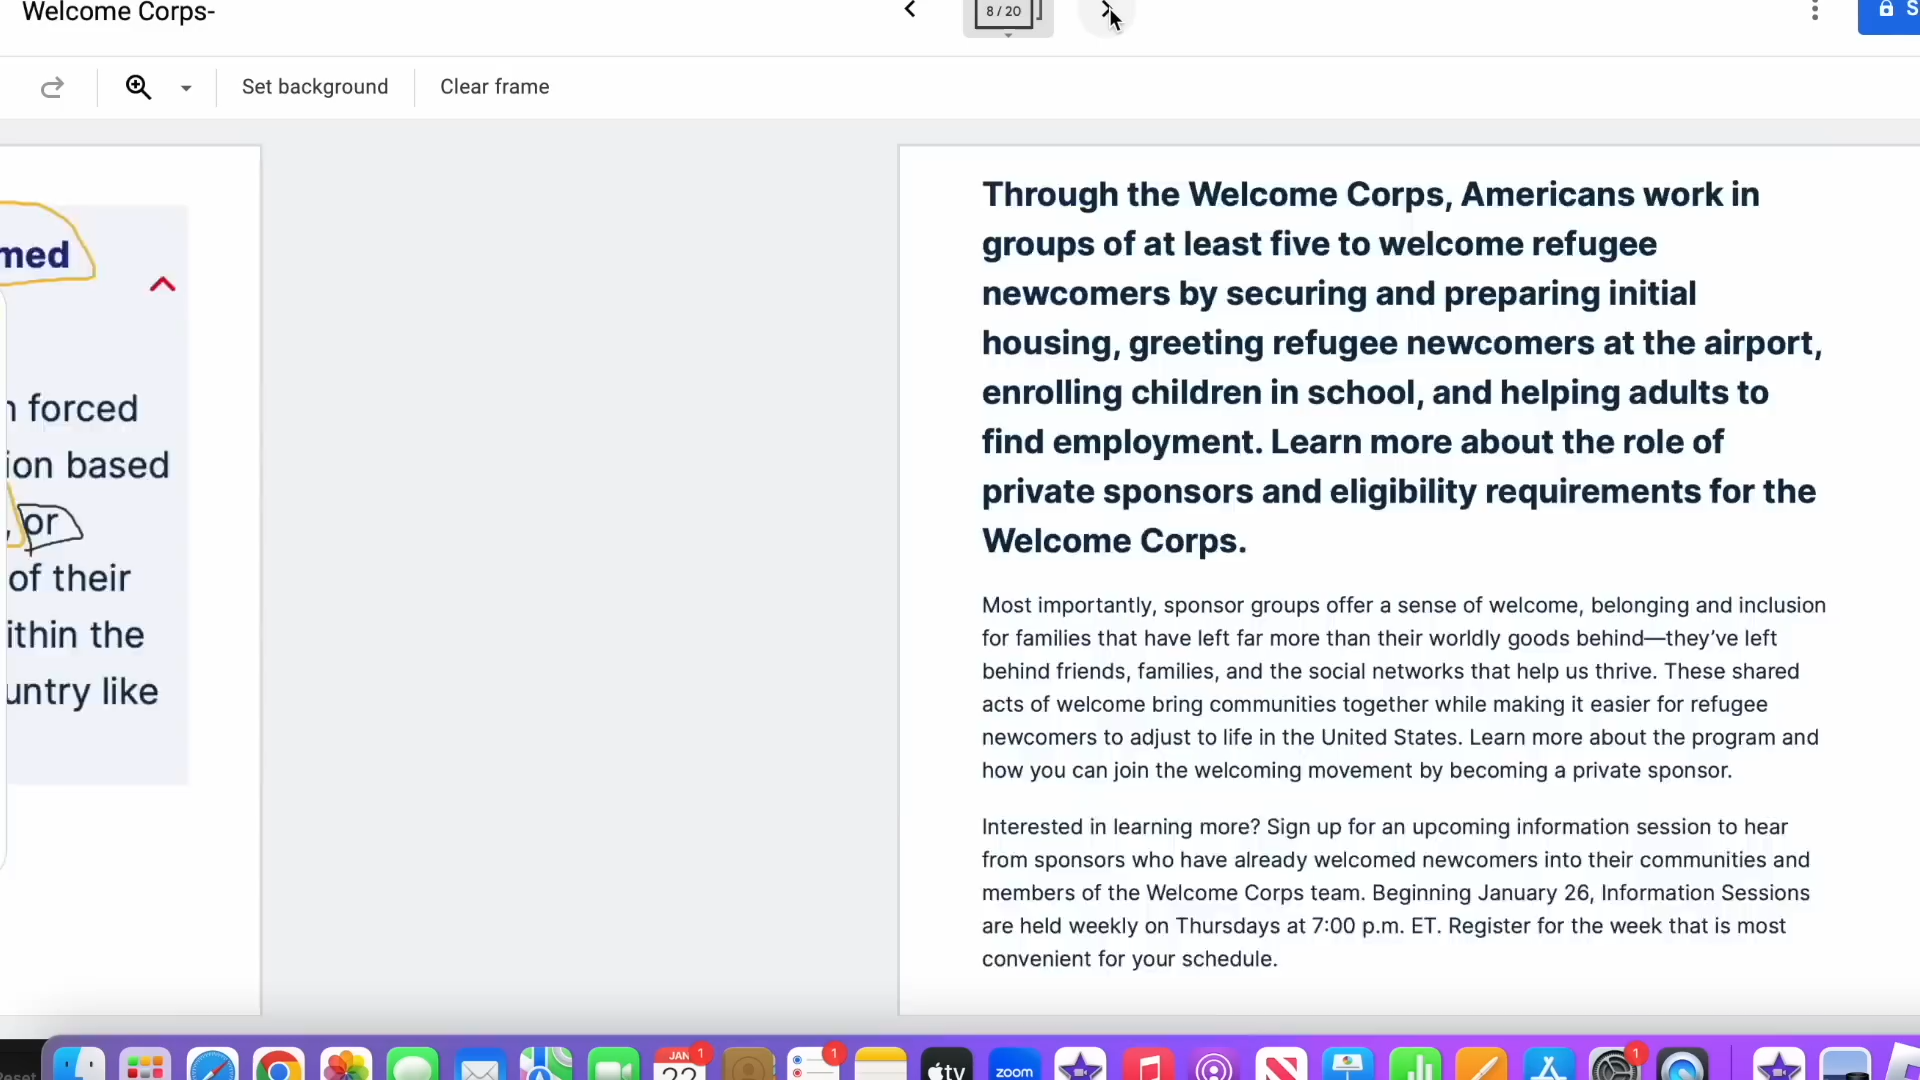 Welcome Corps-
8 / 20
S
Set background
Clear frame
med
n forced
ion based
, or
of their
ithin the
untry like
Through the Welcome Corps, Americans work in
groups of at least five to welcome refugee
newcomers by securing and preparing initial
housing, greeting refugee newcomers at the airport,
enrolling children in school, and helping adults to
find employment. Learn more about the role of
private sponsors and eligibility requirements for the
Welcome Corps.
Most importantly, sponsor groups offer a sense of welcome, belonging and inclusion
for families that have left far more than their worldly goods behind—they’ve left
behind friends, families, and the social networks that help us thrive. These shared
acts of welcome bring communities together while making it easier for refugee
newcomers to adjust to life in the United States. Learn more about the program and
how you can join the welcoming movement by becoming a private sponsor.
Interested in learning more? Sign up for an upcoming information session to hear
from sponsors who have already welcomed newcomers into their communities and
members of the Welcome Corps team. Beginning January 26, Information Sessions
are held weekly on Thursdays at 7:00 p.m. ET. Register for the week that is most
convenient for your schedule.
JAN
1
22
1
tv
zoom
1